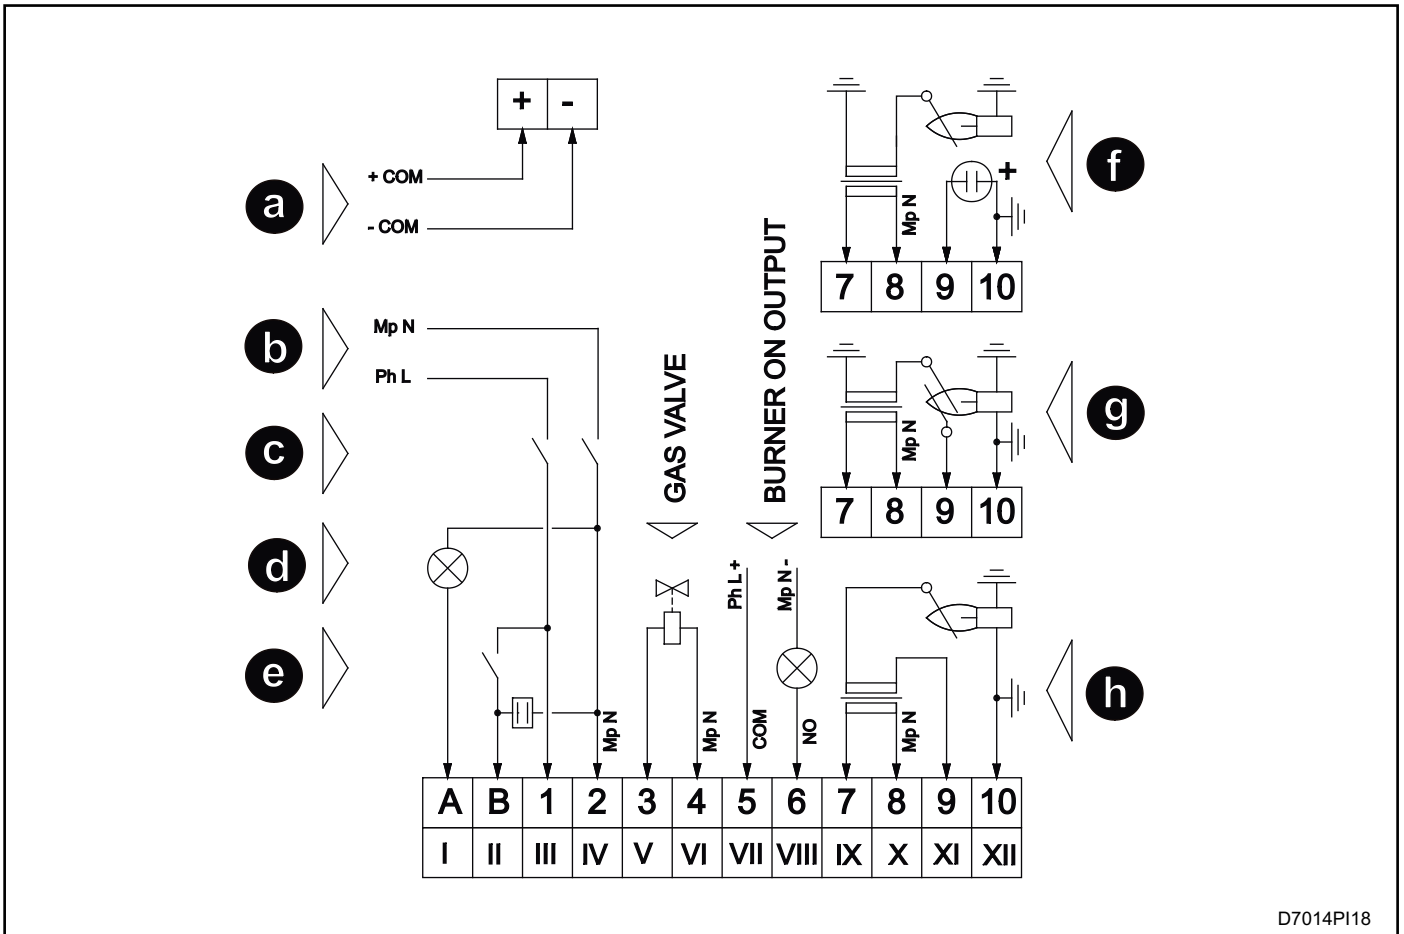 + -
a
+ COM
- COM
b
Mp N
Ph L
c
d
e
Mp N
GAS VALVE
Mp N
BURNER ON OUTPUT
Ph L +
COM
Mp N -
NO
+
Mp N
f
7 8 9 10
Mp N
g
7 8 9 10
Mp N
h
A B 1 2 3 4 5 6 7 8 9 10
I II III IV V VI VII VIII IX X XI XII
D7014PI18